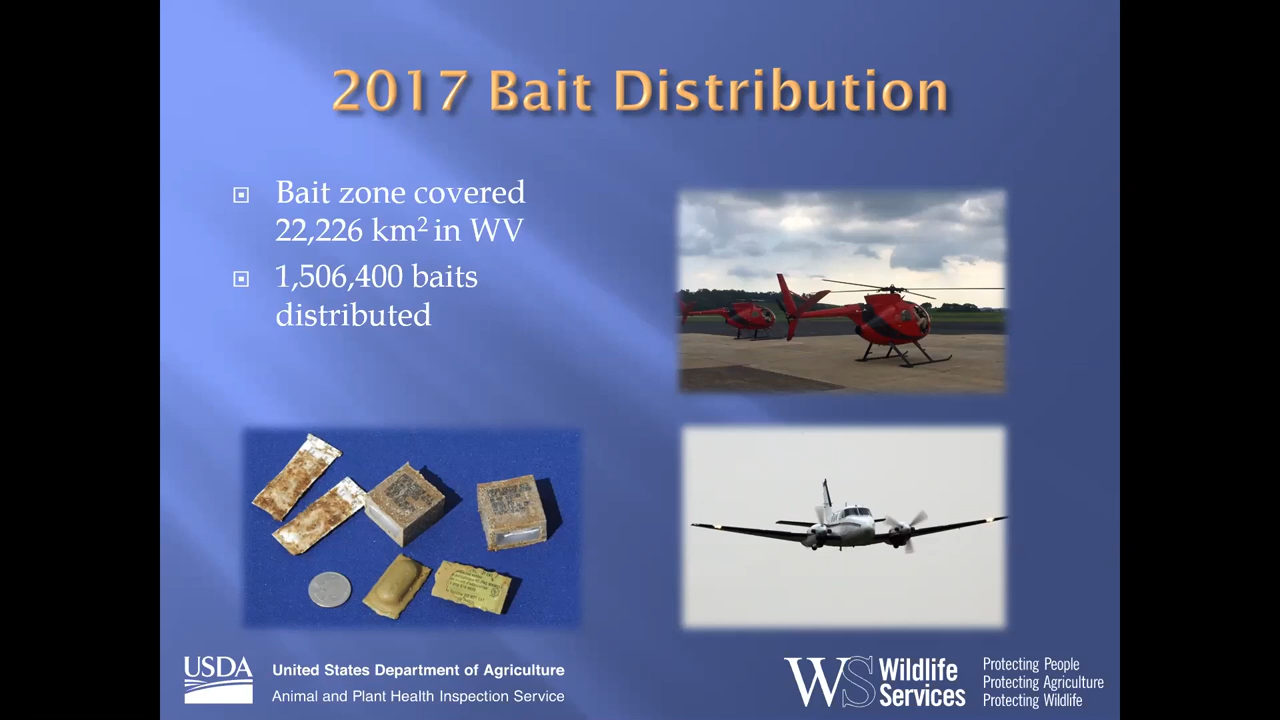 2017 Bait Distribution
Bait zone covered
22,226 km² in WV
1,506,400 baits
distributed
USDA
United States Department of Agriculture
Animal and Plant Health Inspection Service
WS Wildlife
Services
Protecting People
Protecting Agriculture
Protecting Wildlife